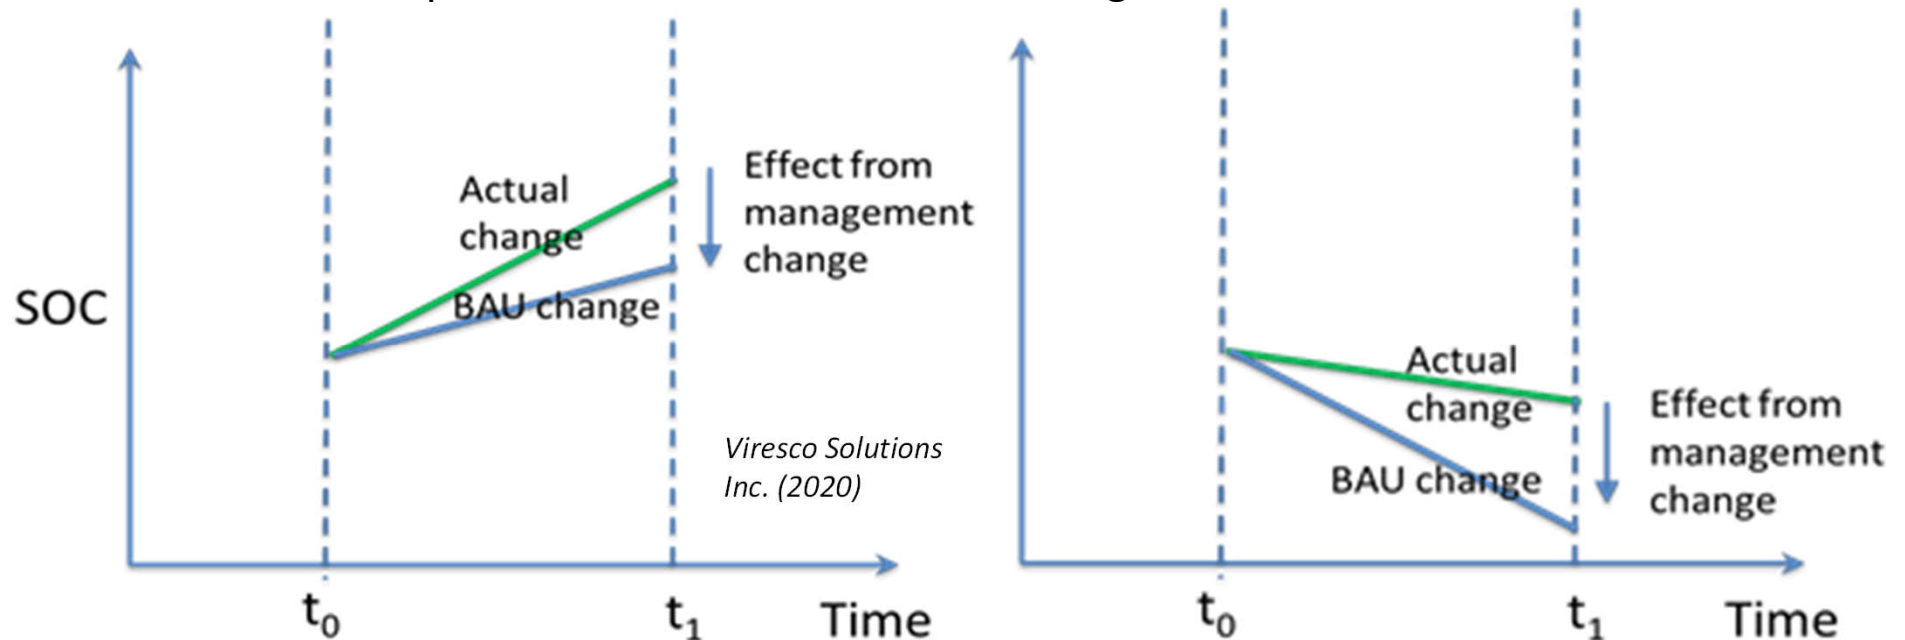 SOC
Actual
change
BAU change
Effect from
management
change
Viresco Solutions
Inc. (2020)
t₀
t₁
Time
Actual
change
BAU change
Effect from
management
change
t₀
t₁
Time